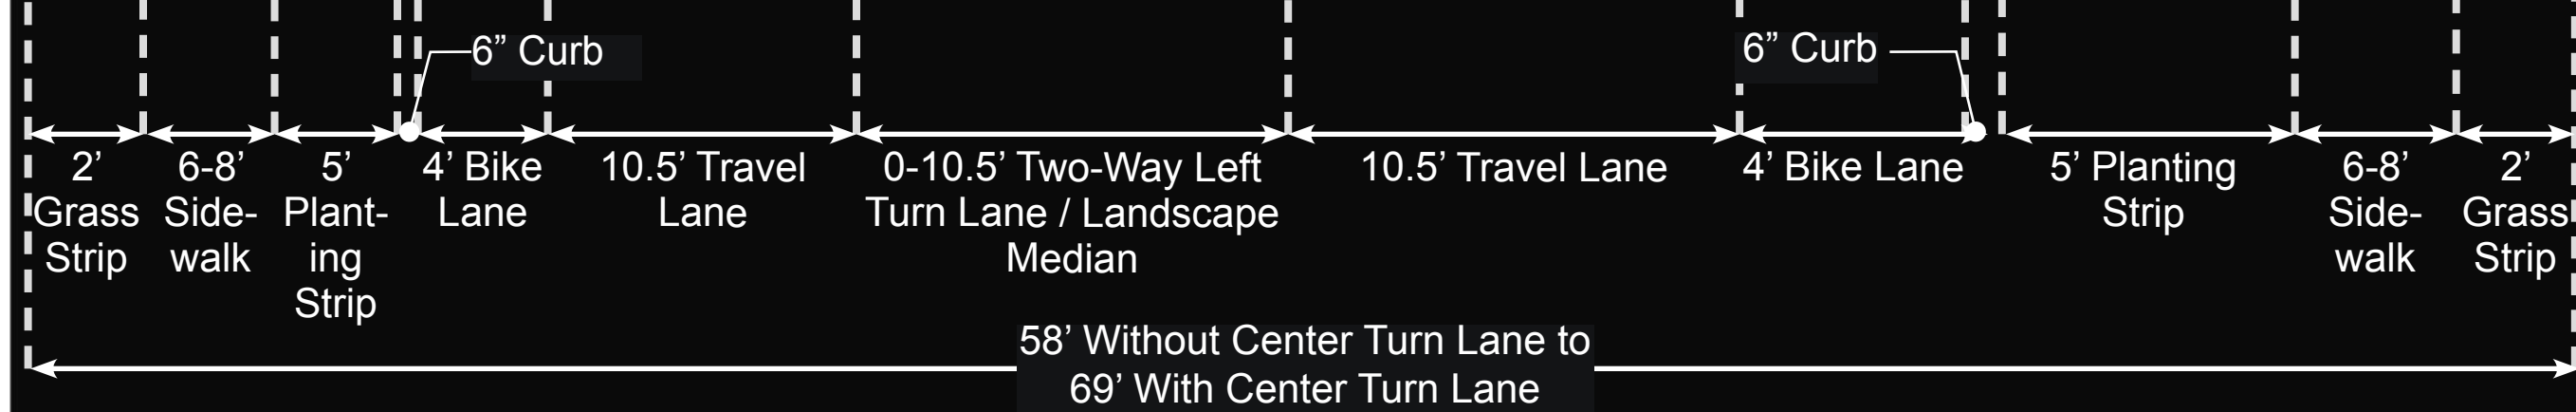 6” Curb
6” Curb
2’
Grass
Strip
6-8’
Side-
walk
5’
Plant-
ing
Strip
4’ Bike
Lane
10.5’ Travel
Lane
0-10.5’ Two-Way Left
Turn Lane / Landscape
Median
10.5’ Travel Lane
4’ Bike Lane
5’ Planting
Strip
6-8’
Side-
walk
2’
Grass
Strip
58’ Without Center Turn Lane to
69’ With Center Turn Lane